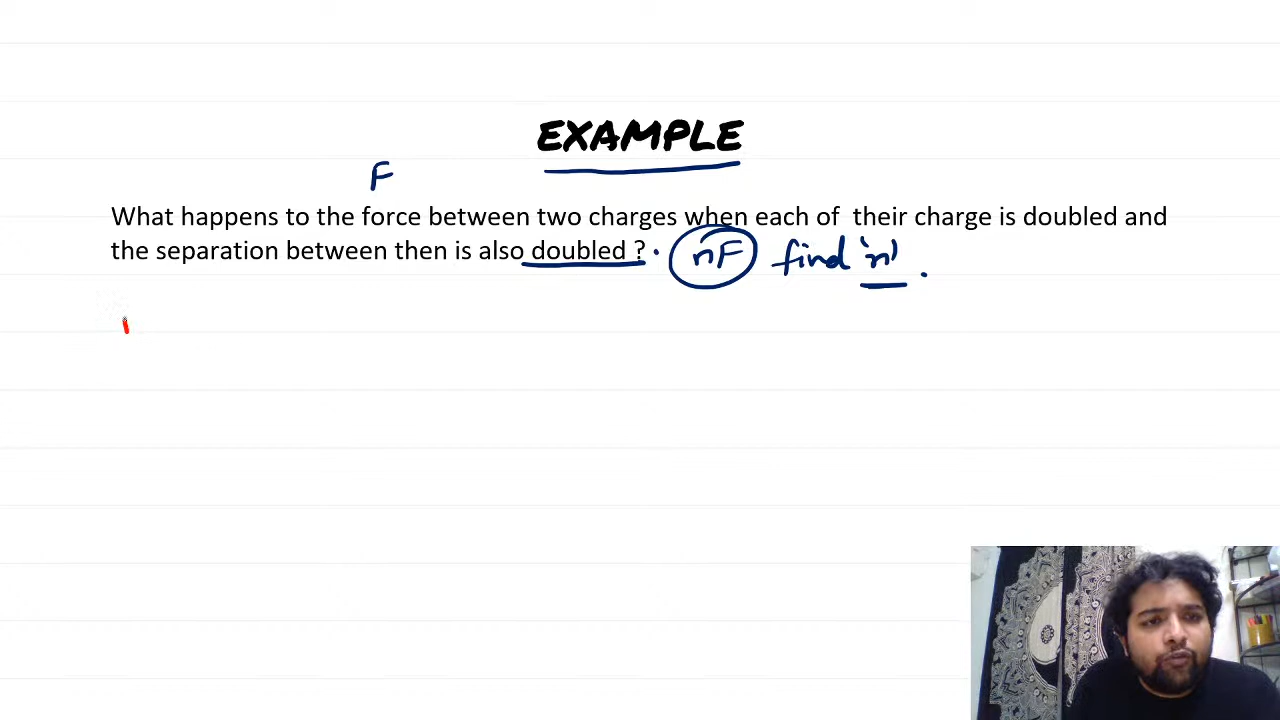 EXAMPLE
F
What happens to the force between two charges when each of their charge is doubled and
the separation between then is also doubled ? . nF find 'n' .